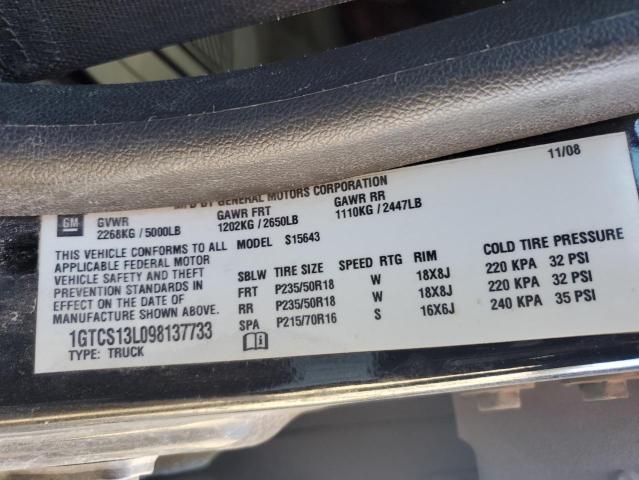 11/08
MFD BY GENERAL MOTORS CORPORATION
GM GVWR GAWR FRT GAWR RR
2268KG / 5000LB 1202KG / 2650LB 1110KG / 2447LB
THIS VEHICLE CONFORMS TO ALL MODEL S15643
APPLICABLE FEDERAL MOTOR
VEHICLE SAFETY AND THEFT
PREVENTION STANDARDS IN
EFFECT ON THE DATE OF
MANUFACTURE SHOWN ABOVE.
1GTCS13L098137733
TYPE: TRUCK
SBLW TIRE SIZE SPEED RTG RIM COLD TIRE PRESSURE
FRT P235/50R18 W 18X8J 220 KPA 32 PSI
RR P235/50R18 W 18X8J 220 KPA 32 PSI
SPA P215/70R16 S 16X6J 240 KPA 35 PSI